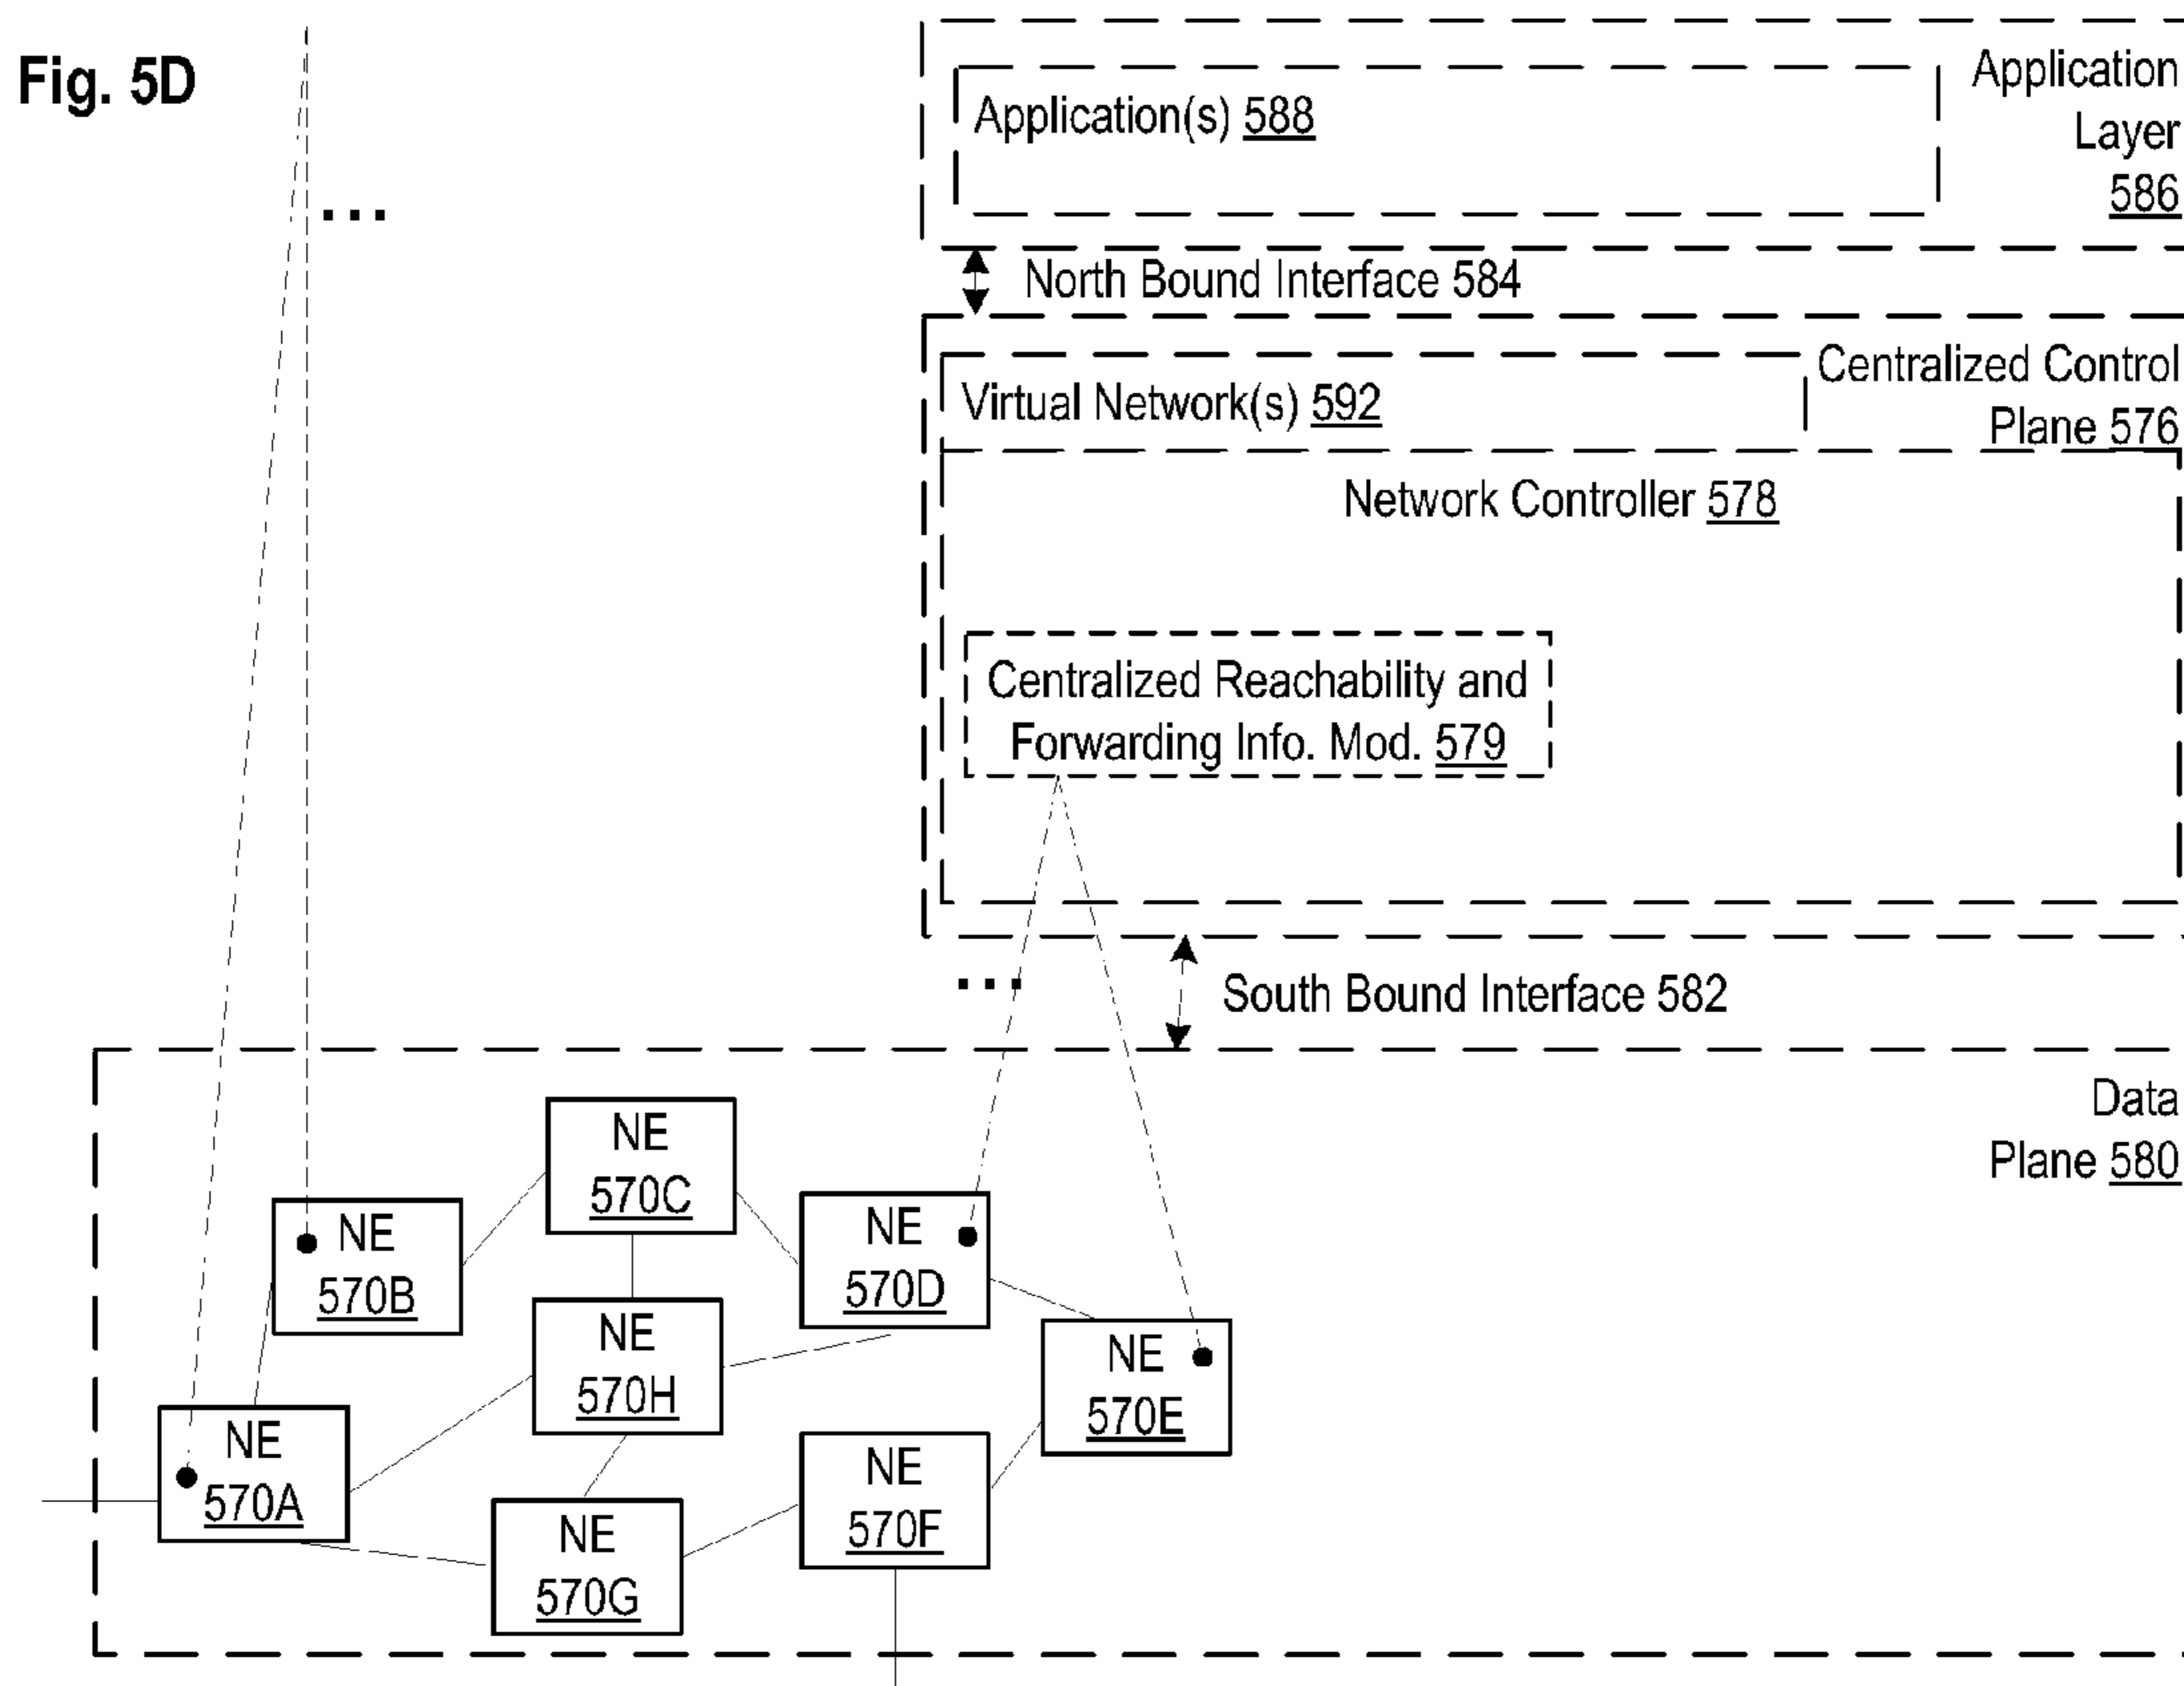 Fig. 5D
Application(s) 588
Application
Layer
586
North Bound Interface 584
Virtual Network(s) 592
Centralized Control
Plane 576
Network Controller 578
Centralized Reachability and
Forwarding Info. Mod. 579
South Bound Interface 582
Data
Plane 580
NE
570C
NE
570B
NE
570D
NE
570H
NE
570E
NE
570A
NE
570F
NE
570G